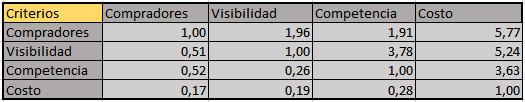 Criterios Compradores Visibilidad Competencia Costo
Compradores 1,00 1,96 1,91 5,77
Visibilidad 0,51 1,00 3,78 5,24
Competencia 0,52 0,26 1,00 3,63
Costo 0,17 0,19 0,28 1,00